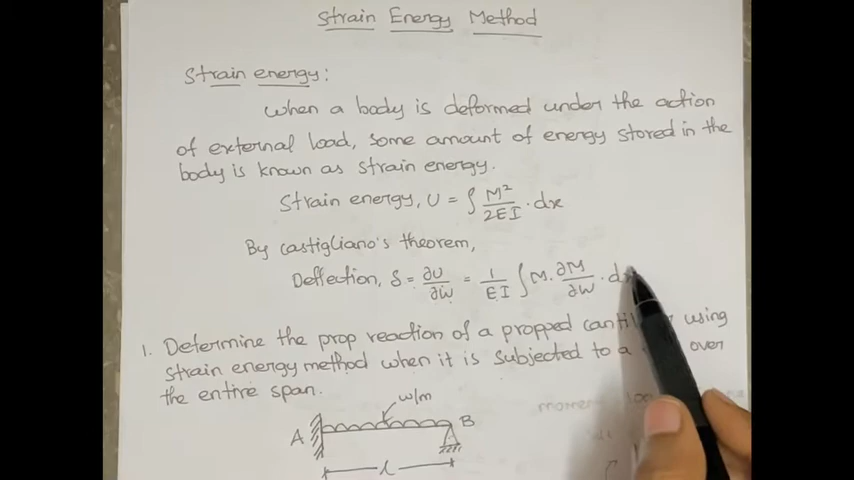 Strain Energy Method
Strain energy:
When a body is deformed under the action
of external load, some amount of energy stored in the
body is known as strain energy.
Strain energy, U = ∫ M²/2EI · dx
By Castigliano's theorem,
Deflection, δ = ∂U/∂W = 1/EI ∫ M · ∂M/∂W · dx
1. Determine the prop reaction of a propped using
strain energy method when it is subjected to a over
the entire span.
w/m
A B
l